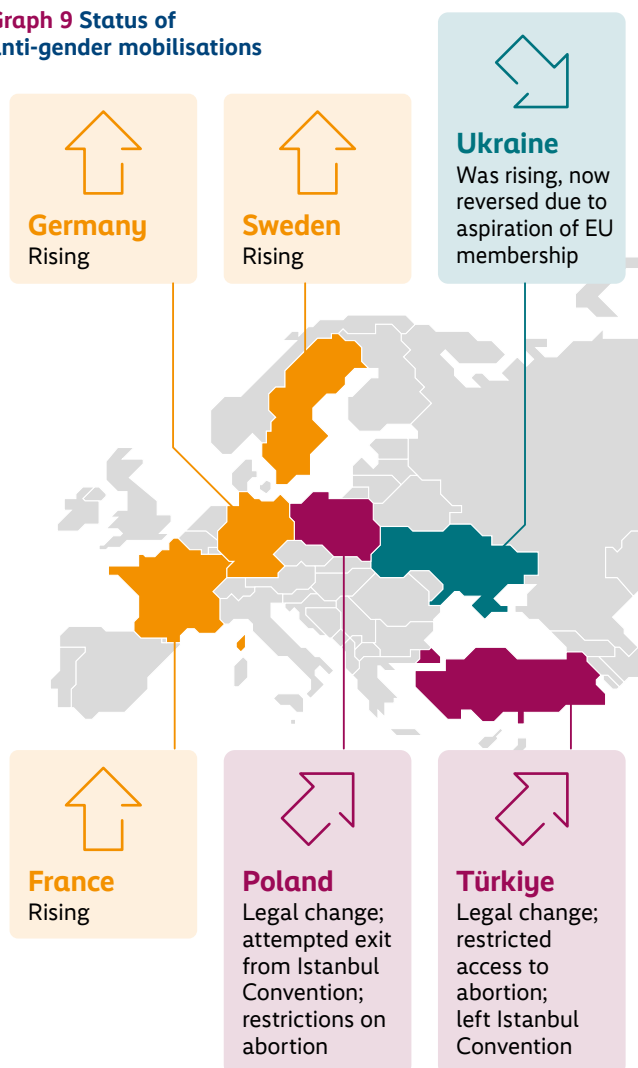 Graph 9 Status of
anti-gender mobilisations
Germany
Rising
Sweden
Rising
Ukraine
Was rising, now
reversed due to
aspiration of EU
membership
France
Rising
Poland
Legal change;
attempted exit
from Istanbul
Convention;
restrictions on
abortion
Türkiye
Legal change;
restricted
access to
abortion;
left Istanbul
Convention